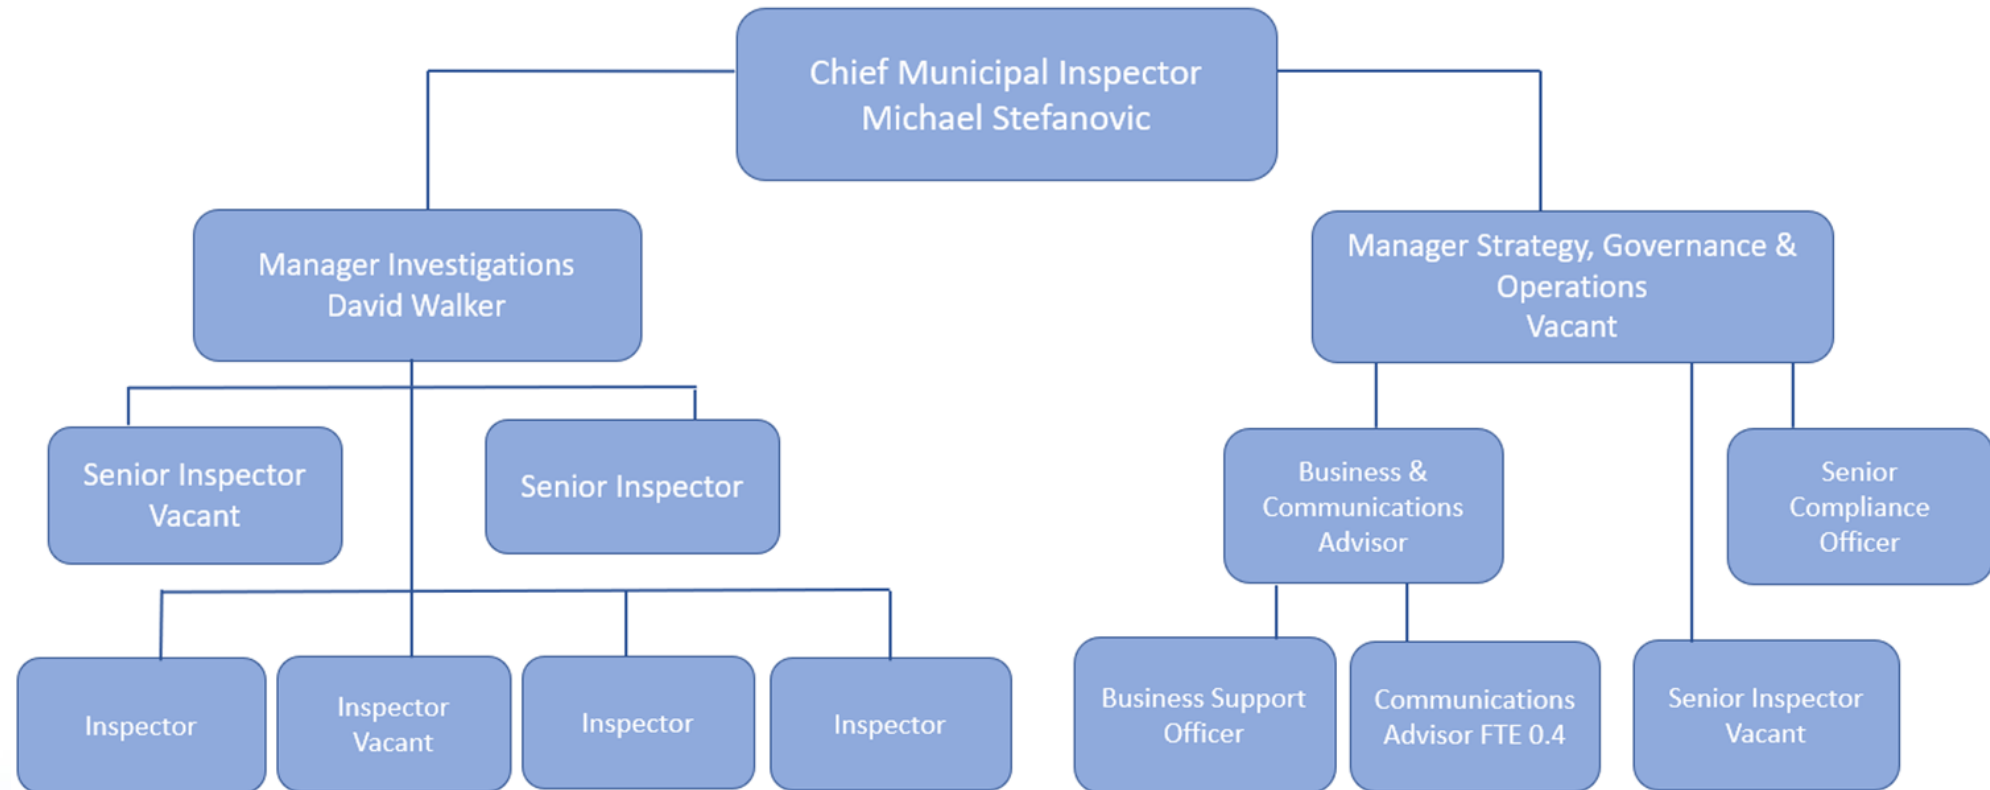 Chief Municipal Inspector
Michael Stefanovic
Manager Investigations
David Walker
Manager Strategy, Governance &
Operations
Vacant
Senior Inspector
Vacant
Senior Inspector
Business &
Communications
Advisor
Senior
Compliance
Officer
Inspector
Inspector
Vacant
Inspector
Inspector
Business Support
Officer
Communications
Advisor FTE 0.4
Senior Inspector
Vacant